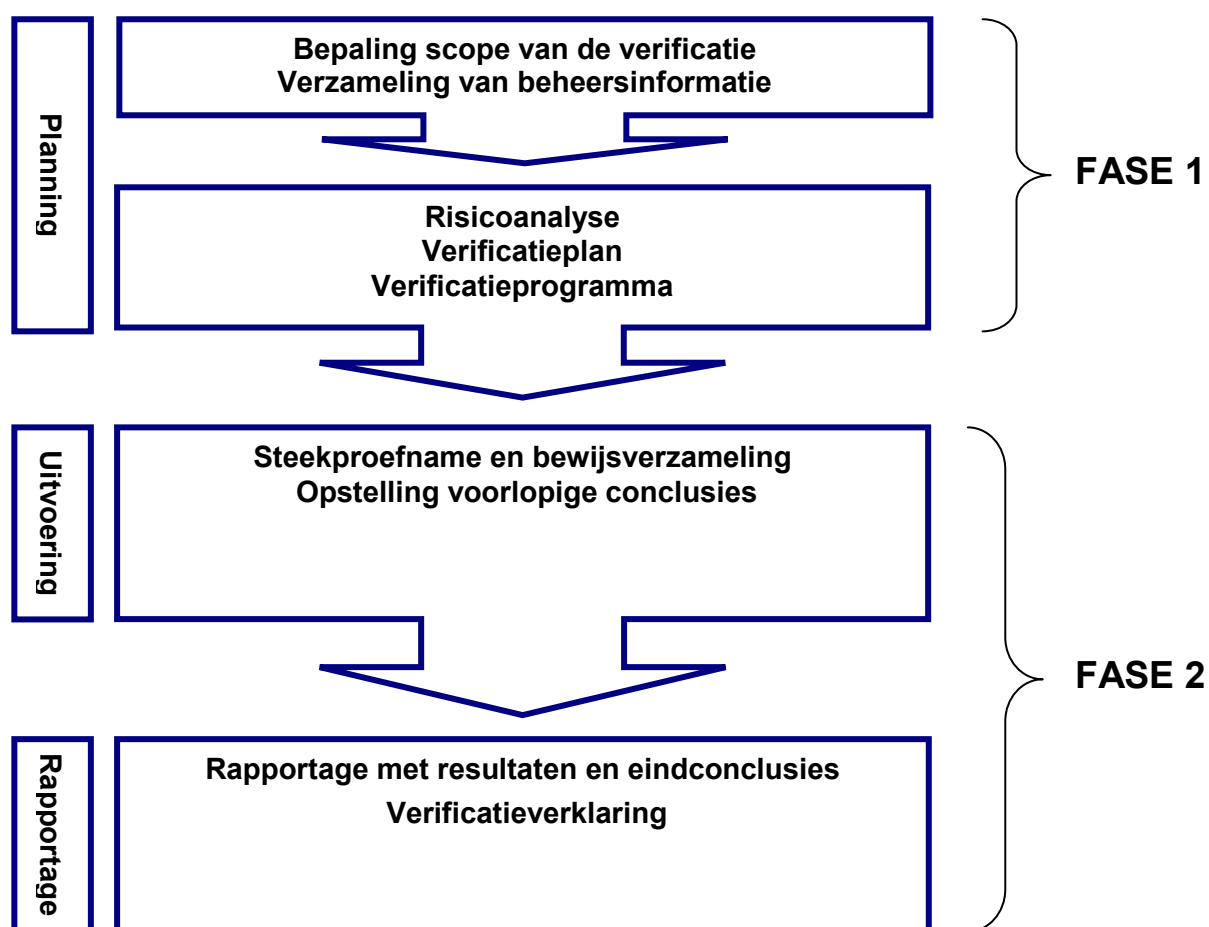 Planning
Bepaling scope van de verificatie
Verzameling van beheersinformatie
Risicoanalyse
Verificatieplan
Verificatieprogramma
FASE 1
Uitvoering
Steekproefname en bewijsverzameling
Opstelling voorlopige conclusies
FASE 2
Rapportage
Rapportage met resultaten en eindconclusies
Verificatieverklaring